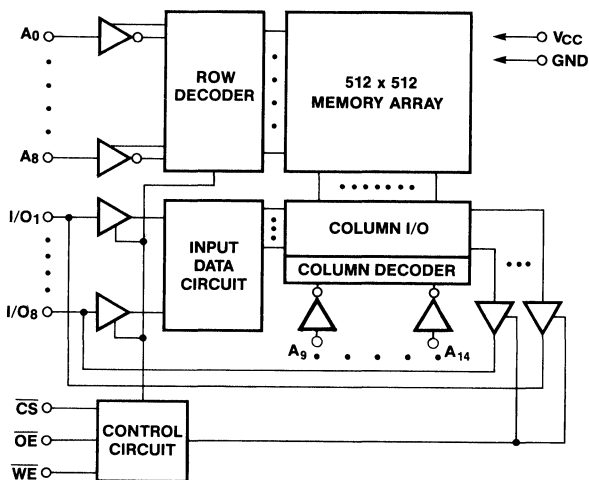 A0
VCC
GND
ROW
DECODER
512 x 512
MEMORY ARRAY
A8
I/O1
INPUT
DATA
CIRCUIT
COLUMN I/O
COLUMN DECODER
I/O8
A9
A14
CS
OE
WE
CONTROL
CIRCUIT